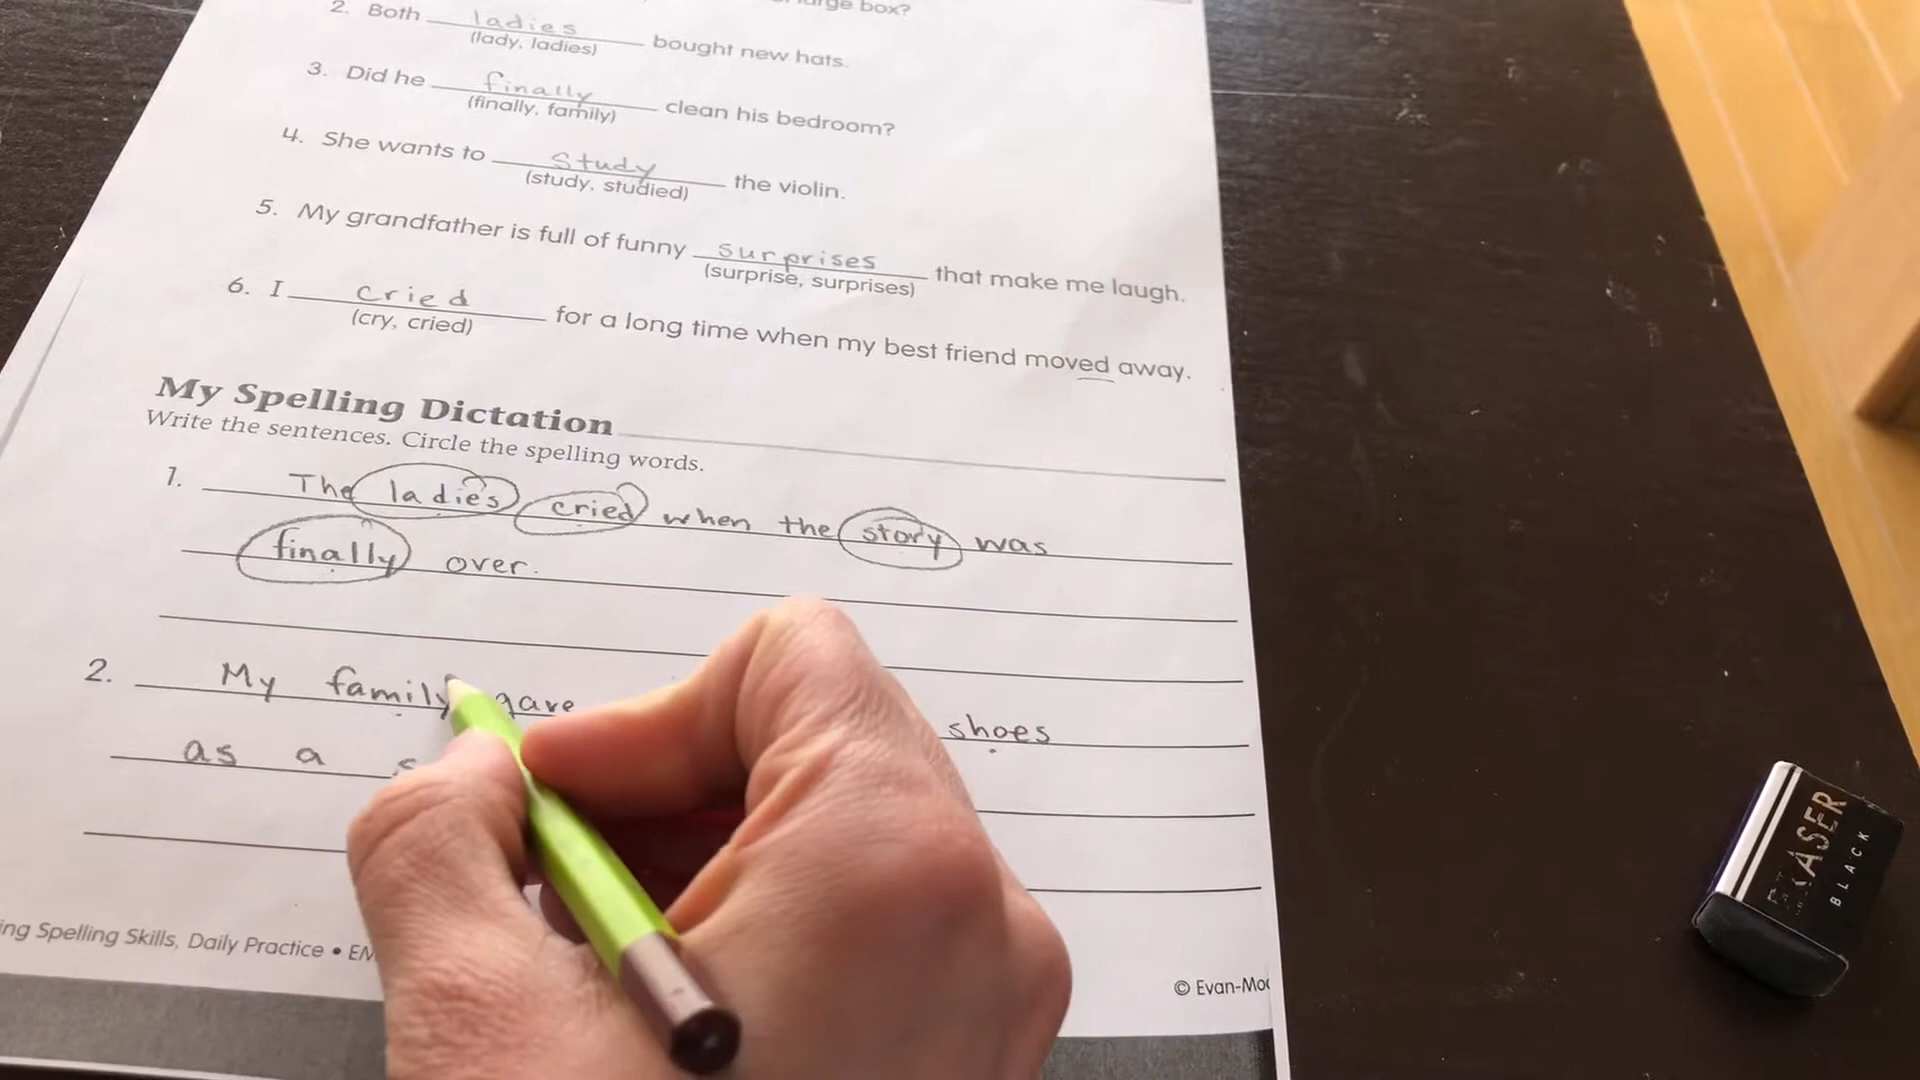 large box?
2. Both ladies bought new hats.
(lady, ladies)
3. Did he finally clean his bedroom?
(finally, family)
4. She wants to study the violin.
(study, studied)
5. My grandfather is full of funny surprises that make me laugh.
(surprise, surprises)
6. I cried for a long time when my best friend moved away.
(cry, cried)
My Spelling Dictation
Write the sentences. Circle the spelling words.
1. The ladies cried when the story was
finally over.
2. My family gave shoes
as a s
ing Spelling Skills, Daily Practice • EM
© Evan-Moo
ERASER
BLACK